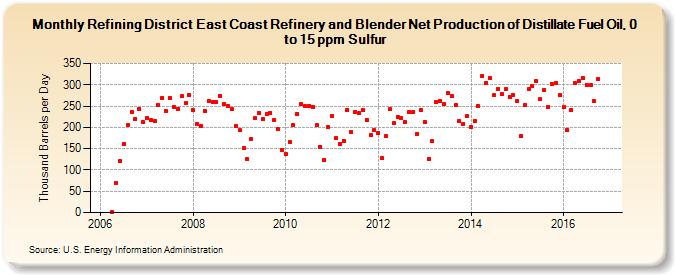 Monthly Refining District East Coast Refinery and Blender Net Production of Distillate Fuel Oil, 0
to 15 ppm Sulfur
Thousand Barrels per Day
350
300
250
200
150
100
50
0
2006 2008 2010 2012 2014 2016
Source: U.S. Energy Information Administration